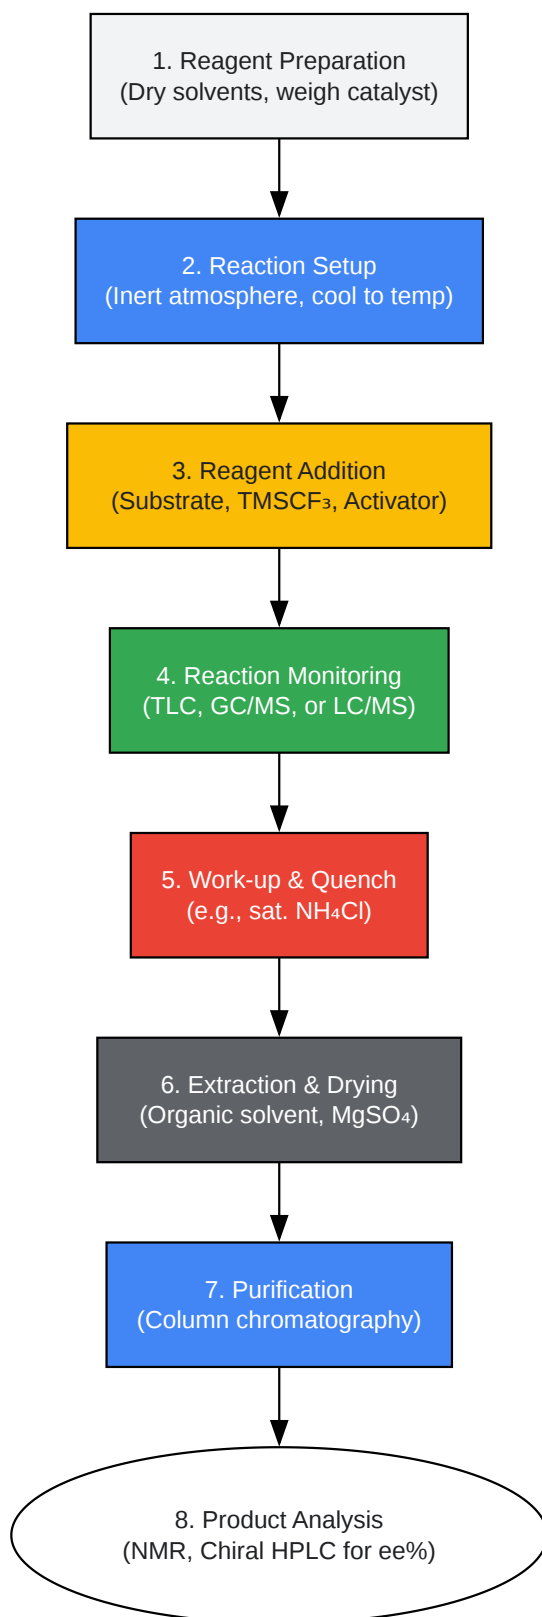 1. Reagent Preparation
(Dry solvents, weigh catalyst)
2. Reaction Setup
(Inert atmosphere, cool to temp)
3. Reagent Addition
(Substrate, TMSCF₃, Activator)
4. Reaction Monitoring
(TLC, GC/MS, or LC/MS)
5. Work-up & Quench
(e.g., sat. NH₄Cl)
6. Extraction & Drying
(Organic solvent, MgSO₄)
7. Purification
(Column chromatography)
8. Product Analysis
(NMR, Chiral HPLC for ee%)